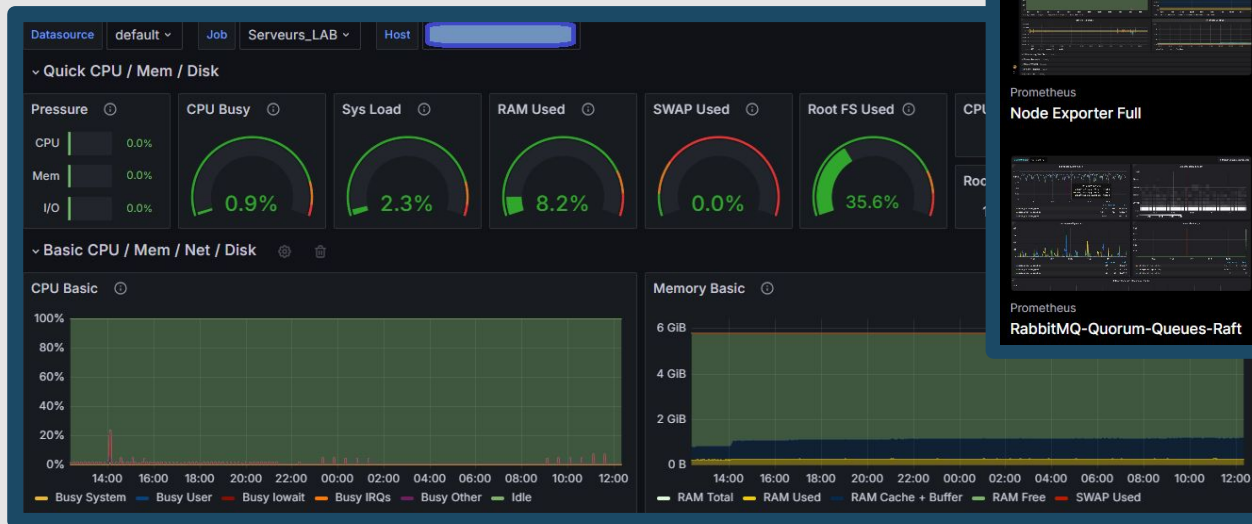 Datasource default Job Serveurs_LAB Host
Quick CPU / Mem / Disk
Pressure
CPU 0.0%
Mem 0.0%
I/O 0.0%
CPU Busy
0.9%
Sys Load
2.3%
RAM Used
8.2%
SWAP Used
0.0%
Root FS Used
35.6%
Basic CPU / Mem / Net / Disk
CPU Basic
100%
80%
60%
40%
20%
0%
14:00 16:00 18:00 20:00 22:00 00:00 02:00 04:00 06:00 08:00 10:00 12:00
Busy System Busy User Busy Iowait Busy IRQs Busy Other Idle
Memory Basic
6 GiB
4 GiB
2 GiB
0 B
14:00 16:00 18:00 20:00 22:00 00:00 02:00 04:00 06:00 08:00 10:00 12:00
RAM Total RAM Used RAM Cache + Buffer RAM Free SWAP Used
Prometheus
Node Exporter Full
Prometheus
RabbitMQ-Quorum-Queues-Raft